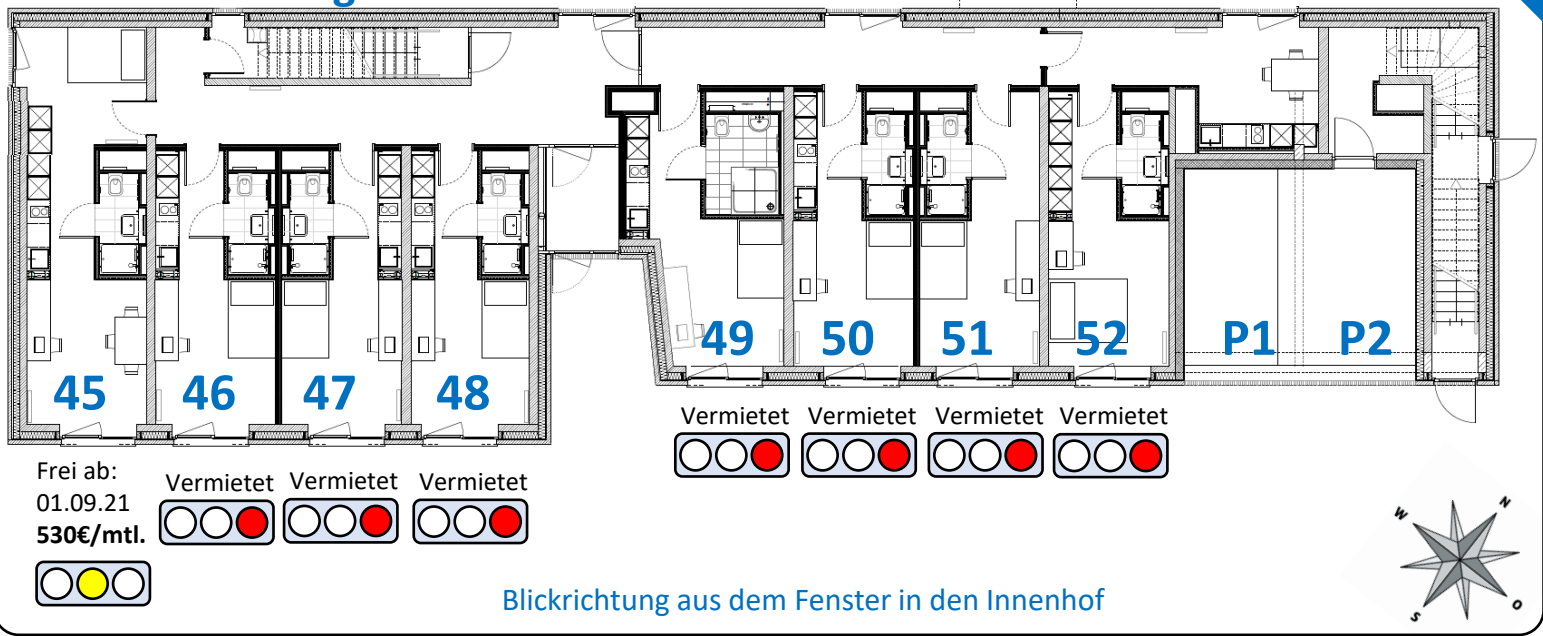 49
50
51
52
P1
P2
45
46
47
48
Vermietet
Vermietet
Vermietet
Vermietet
Frei ab:
01.09.21
530€/mtl.
Vermietet
Vermietet
Vermietet
W
N
S
O
Blickrichtung aus dem Fenster in den Innenhof